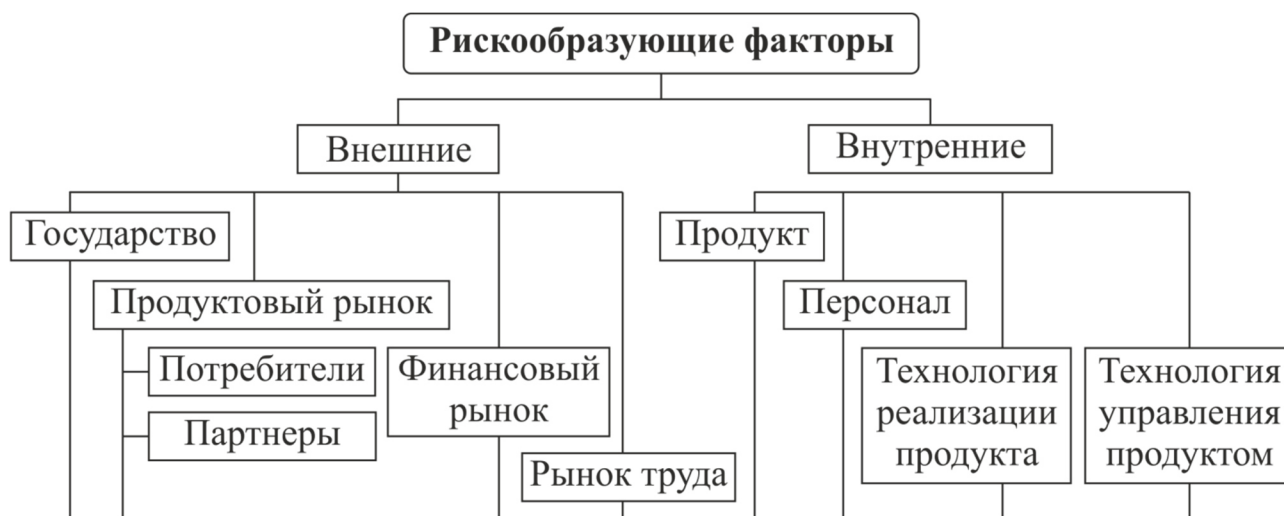 Рискообразующие факторы
Внешние
Внутренние
Государство
Продуктовый рынок
Потребители
Партнеры
Финансовый
рынок
Рынок труда
Продукт
Персонал
Технология
реализации
продукта
Технология
управления
продуктом